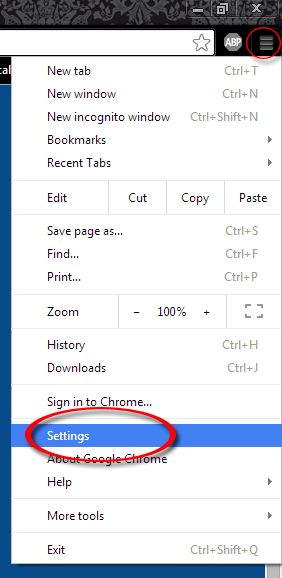 ABP
tal
New tab Ctrl+T
New window Ctrl+N
New incognito window Ctrl+Shift+N
Bookmarks
Recent Tabs
Edit Cut Copy Paste
Save page as... Ctrl+S
Find... Ctrl+F
Print... Ctrl+P
Zoom − 100% +
History Ctrl+H
Downloads Ctrl+J
Sign in to Chrome...
Settings
About Google Chrome
Help
More tools
Exit Ctrl+Shift+Q